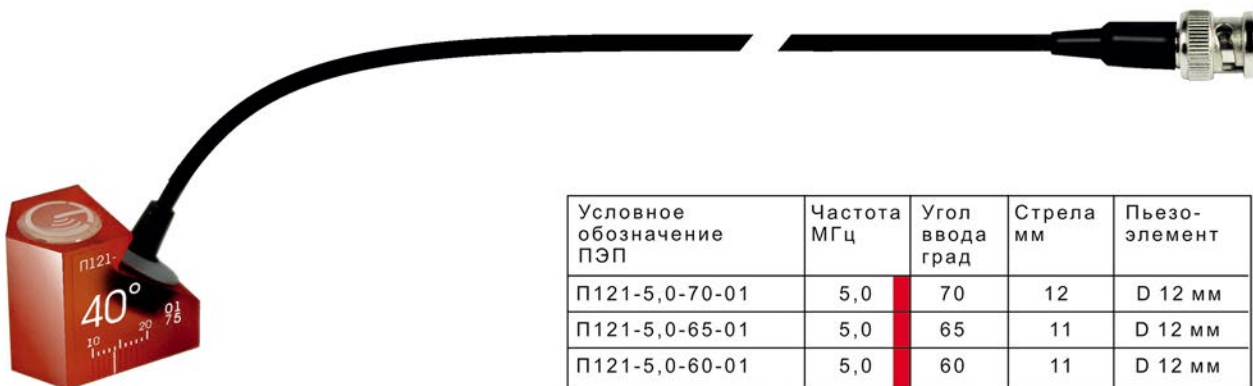 П121-
40°
01
75
10
20
Условное обозначение ПЭП Частота МГц Угол ввода град Стрела мм Пьезо-элемент
П121-5,0-70-01 5,0 70 12 D 12 мм
П121-5,0-65-01 5,0 65 11 D 12 мм
П121-5,0-60-01 5,0 60 11 D 12 мм